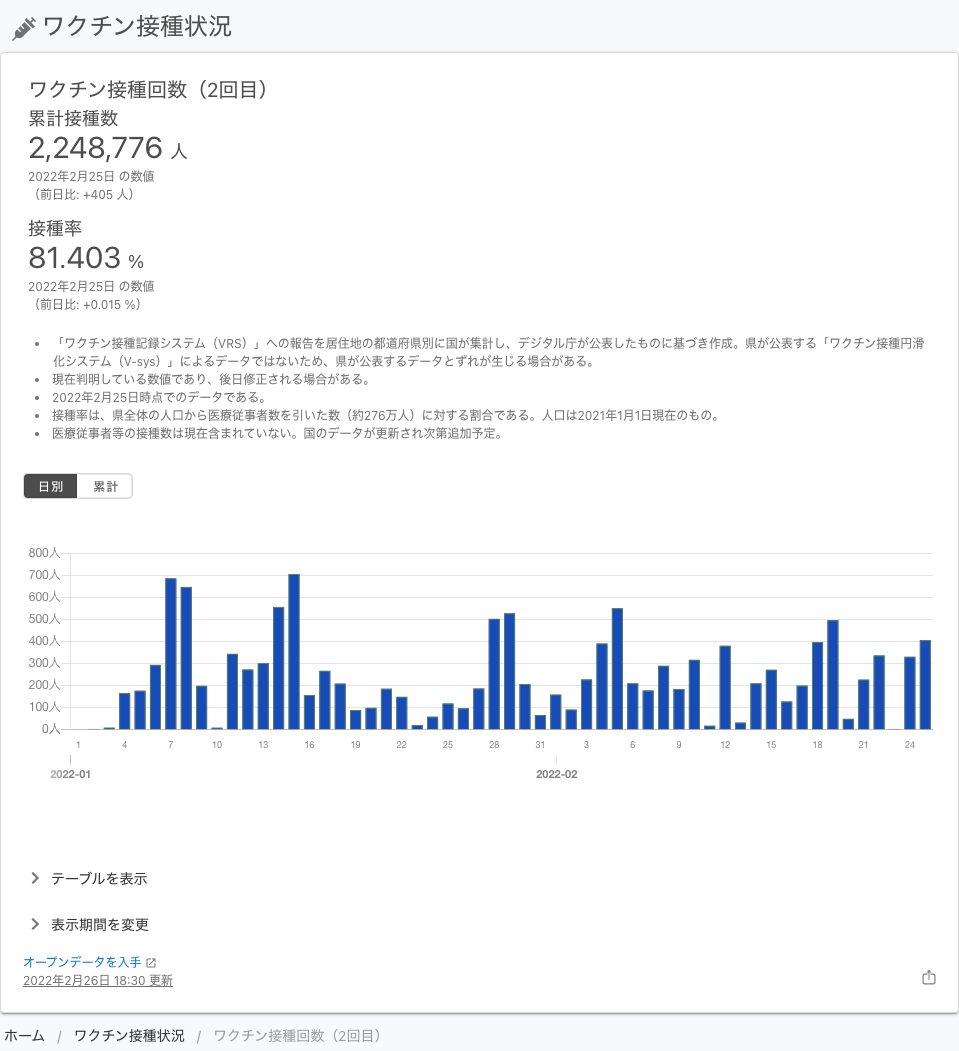 ワクチン接種状況
ワクチン接種回数（2回目）
累計接種数
2,248,776 人
2022年2月25日 の数値
（前日比: +405 人）
接種率
81.403 %
2022年2月25日 の数値
（前日比: +0.015 %）
• 「ワクチン接種記録システム（VRS）」への報告を居住地の都道府県別に国が集計し、デジタル庁が公表したものに基づき作成。県が公表する「ワクチン接種円滑
化システム（V-sys）」によるデータではないため、県が公表するデータとずれが生じる場合がある。
• 現在判明している数値であり、後日修正される場合がある。
• 2022年2月25日時点でのデータである。
• 接種率は、県全体の人口から医療従事者数を引いた数（約276万人）に対する割合である。人口は2021年1月1日現在のもの。
• 医療従事者等の接種数は現在含まれていない。国のデータが更新され次第追加予定。
日別 累計
800人
700人
600人
500人
400人
300人
200人
100人
0人
1 4 7 10 13 16 19 22 25 28 31 3 6 9 12 15 18 21 24
2022-01 2022-02
テーブルを表示
表示期間を変更
オープンデータを入手
2022年2月26日 18:30 更新
ホーム / ワクチン接種状況 / ワクチン接種回数（2回目）